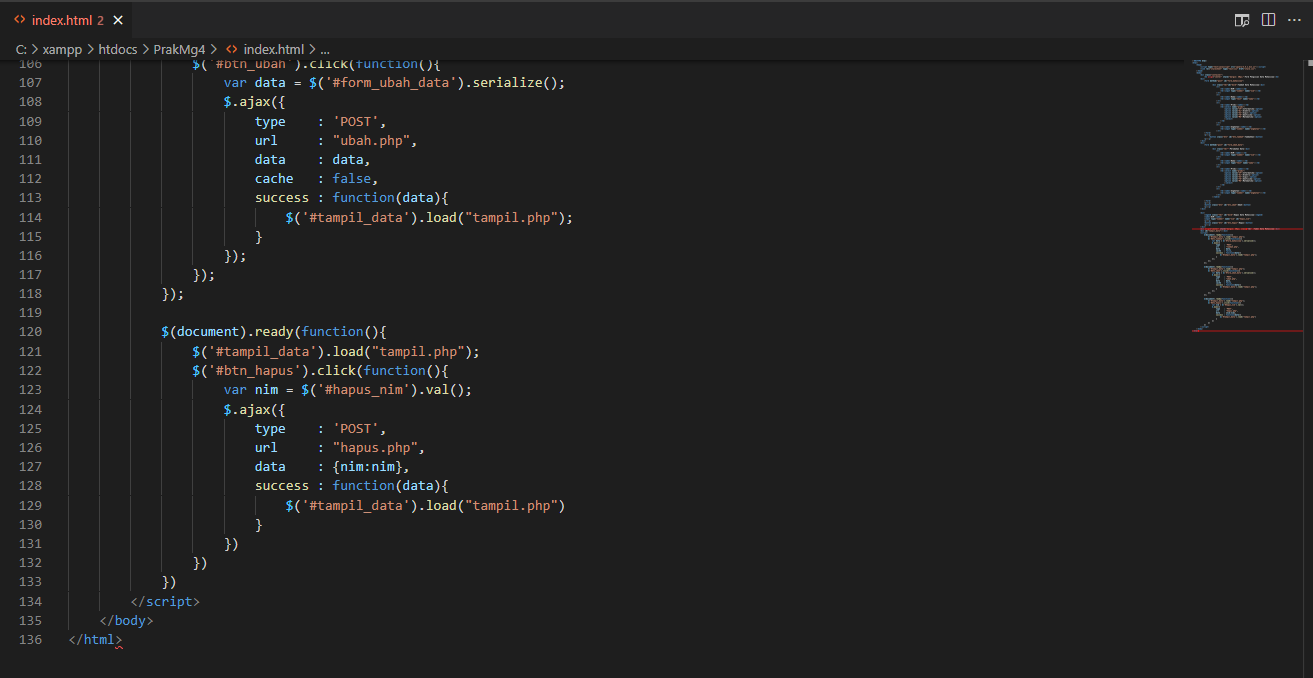 index.html 2
C: > xampp > htdocs > PrakMg4 > index.html > ...
106 $('#btn_ubah').click(function(){
107 var data = $('#form_ubah_data').serialize();
108 $.ajax({
109 type : 'POST',
110 url : "ubah.php",
111 data : data,
112 cache : false,
113 success : function(data){
114 $('#tampil_data').load("tampil.php");
115 }
116 });
117 });
118 });
119
120 $(document).ready(function(){
121 $('#tampil_data').load("tampil.php");
122 $('#btn_hapus').click(function(){
123 var nim = $('#hapus_nim').val();
124 $.ajax({
125 type : 'POST',
126 url : "hapus.php",
127 data : {nim:nim},
128 success : function(data){
129 $('#tampil_data').load("tampil.php")
130 }
131 })
132 })
133 })
134 </script>
135 </body>
136 </html>